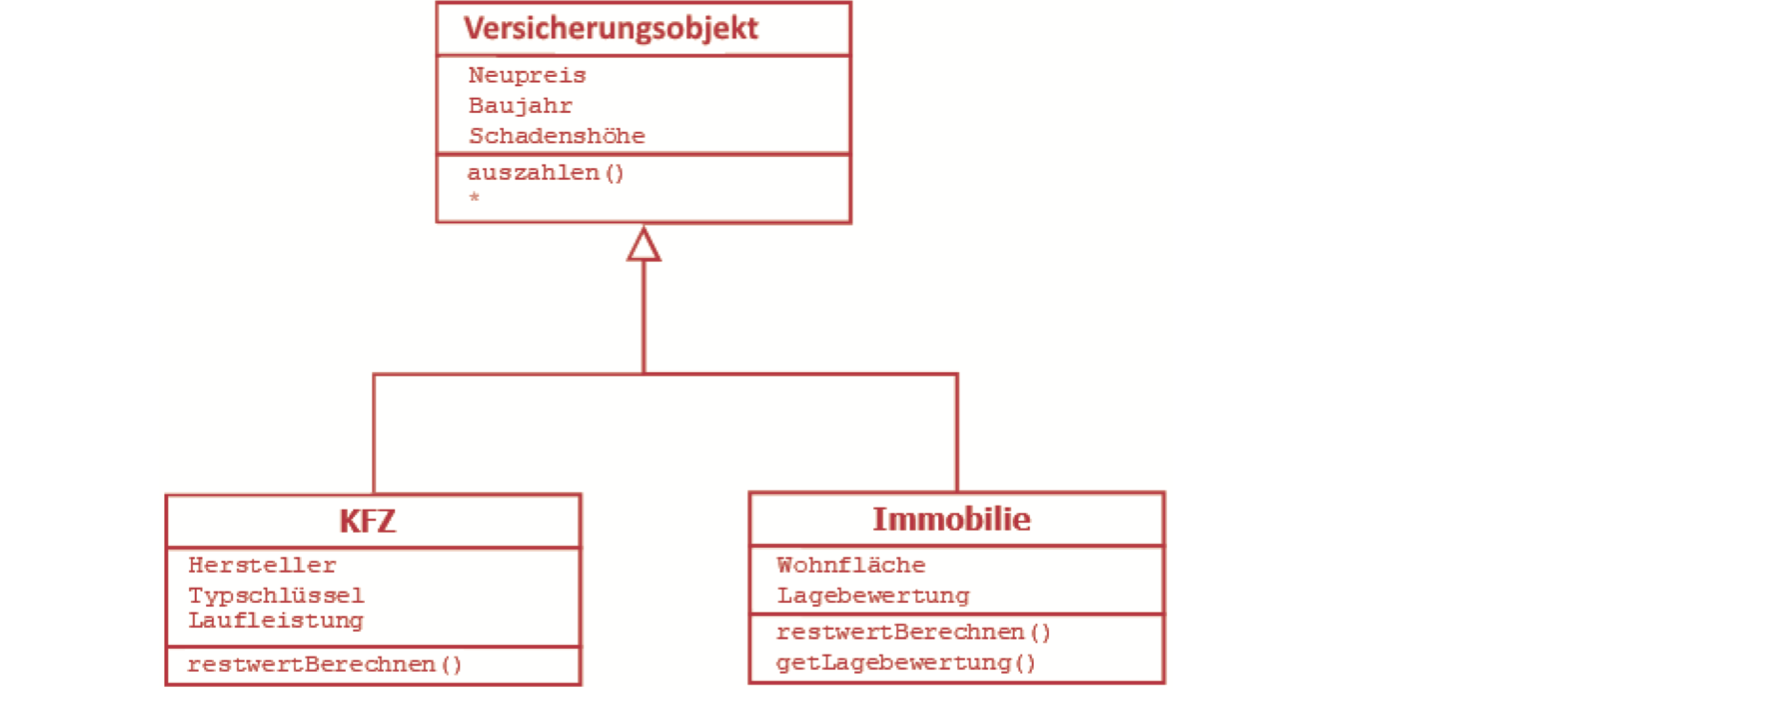 Versicherungsobjekt
Neupreis
Baujahr
Schadenshöhe
auszahlen()
*
KFZ
Hersteller
Typschlüssel
Laufleistung
restwertBerechnen()
Immobilie
Wohnfläche
Lagebewertung
restwertBerechnen()
getLagebewertung()